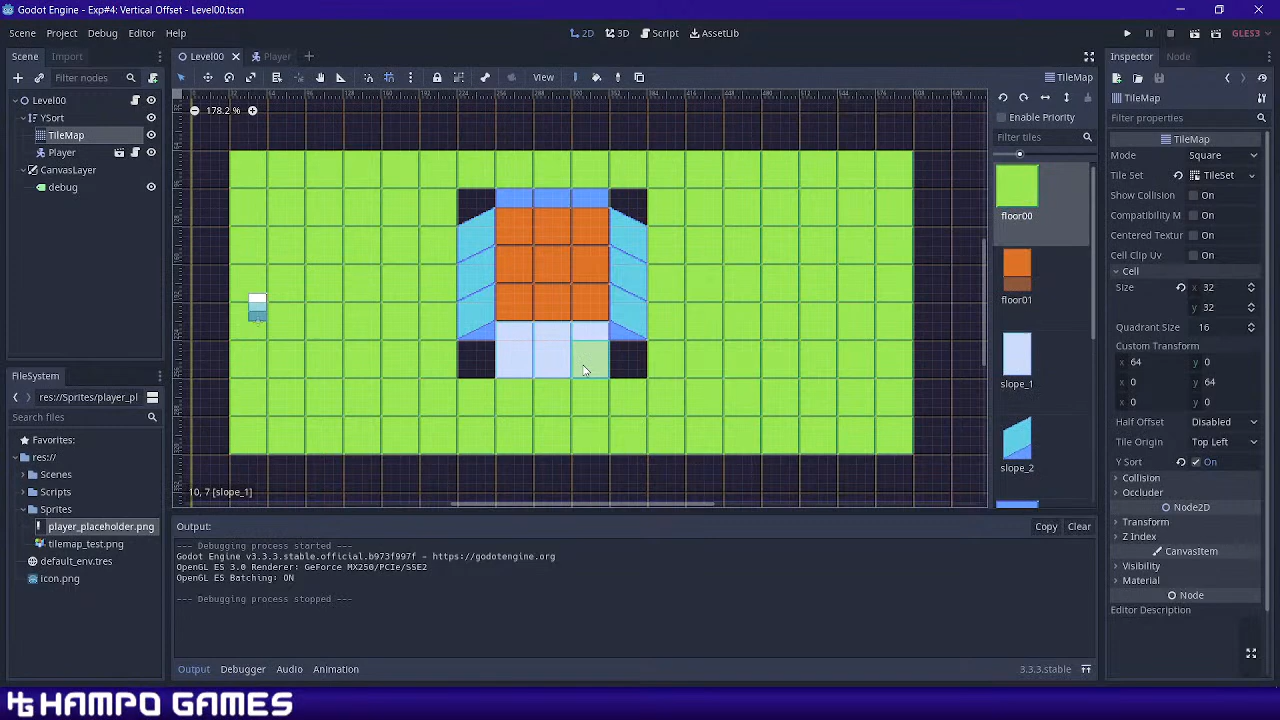 Godot Engine - Exp#4: Vertical Offset - Level00.tscn
Scene Project Debug Editor Help
2D 3D Script AssetLib
GLES3
Scene Import
Level00 Player
Inspector Node
Filter nodes
View
TileMap
178.2 %
Level00
YSort
TileMap
Player
CanvasLayer
debug
Enable Priority
Filter tiles
floor00
floor01
slope_1
slope_2
TileMap
Filter properties
TileMap
Mode Square
Tile Set TileSet
Show Collision On
Compatibility M On
Centered Textur On
Cell Clip Uv On
Cell
Size x 32
y 32
Quadrant Size 16
Custom Transform
x 64 y 0
x 0 y 64
x 0 y 0
Half Offset Disabled
Tile Origin Top Left
Y Sort On
Collision
Occluder
Node2D
Transform
Z Index
CanvasItem
Visibility
Material
Node
Editor Description
FileSystem
res://Sprites/player_pl
Search files
Favorites:
res://
Scenes
Scripts
Sprites
player_placeholder.png
tilemap_test.png
default_env.tres
icon.png
10, 7 [slope_1]
Output:
Copy Clear
--- Debugging process started ---
Godot Engine v3.3.3.stable.official.b973f997f - https://godotengine.org
OpenGL ES 3.0 Renderer: GeForce MX250/PCIe/SSE2
OpenGL ES Batching: ON
--- Debugging process stopped ---
Output Debugger Audio Animation
3.3.3.stable
HAMPO GAMES